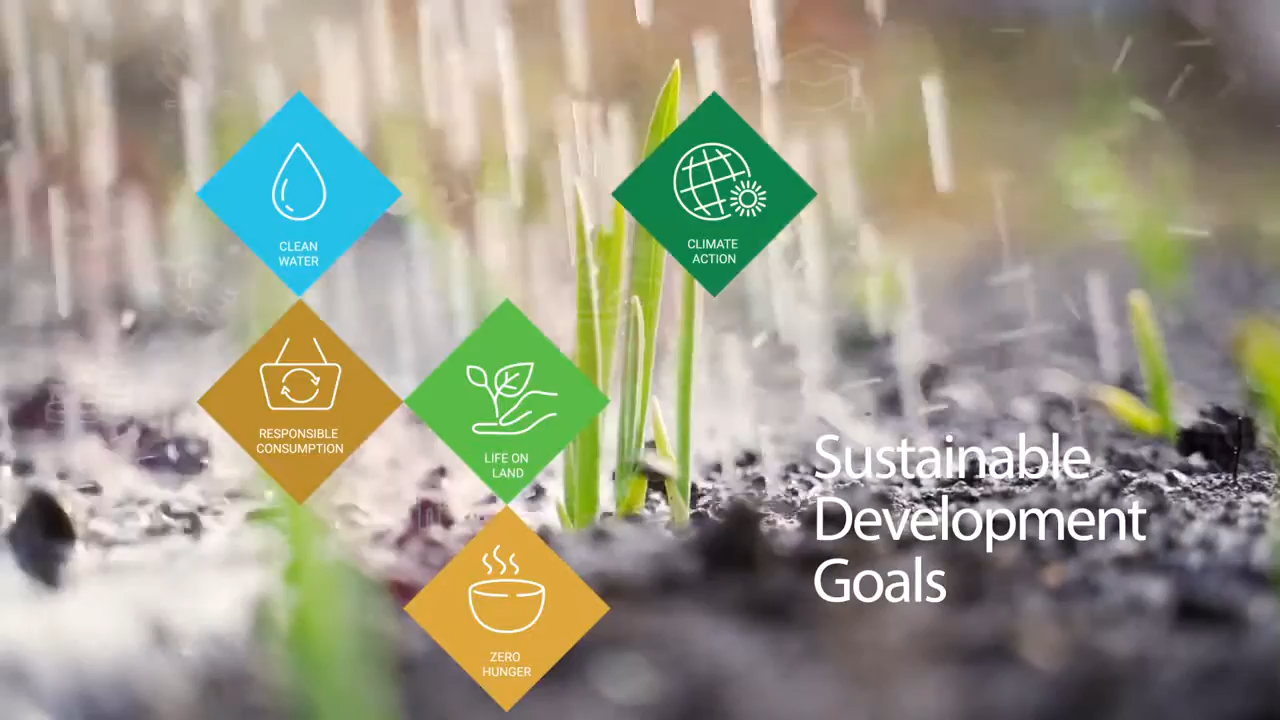 CLEAN
WATER
CLIMATE
ACTION
RESPONSIBLE
CONSUMPTION
LIFE ON
LAND
Sustainable
Development
Goals
ZERO
HUNGER